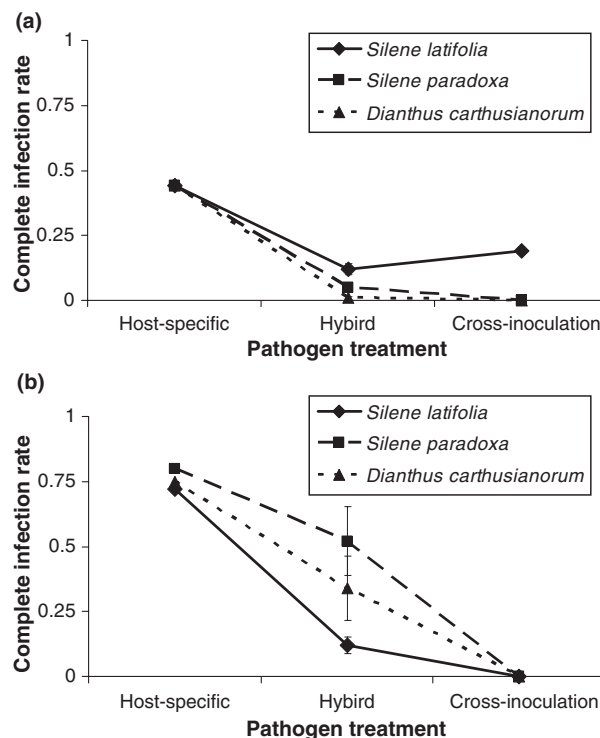 (a)
1
0.75
0.5
0.25
0
Complete infection rate
Silene latifolia
Silene paradoxa
Dianthus carthusianorum
Host-specific Hybird Cross-inoculation
Pathogen treatment
(b)
1
0.75
0.5
0.25
0
Complete infection rate
Silene latifolia
Silene paradoxa
Dianthus carthusianorum
Host-specific Hybird Cross-inoculation
Pathogen treatment